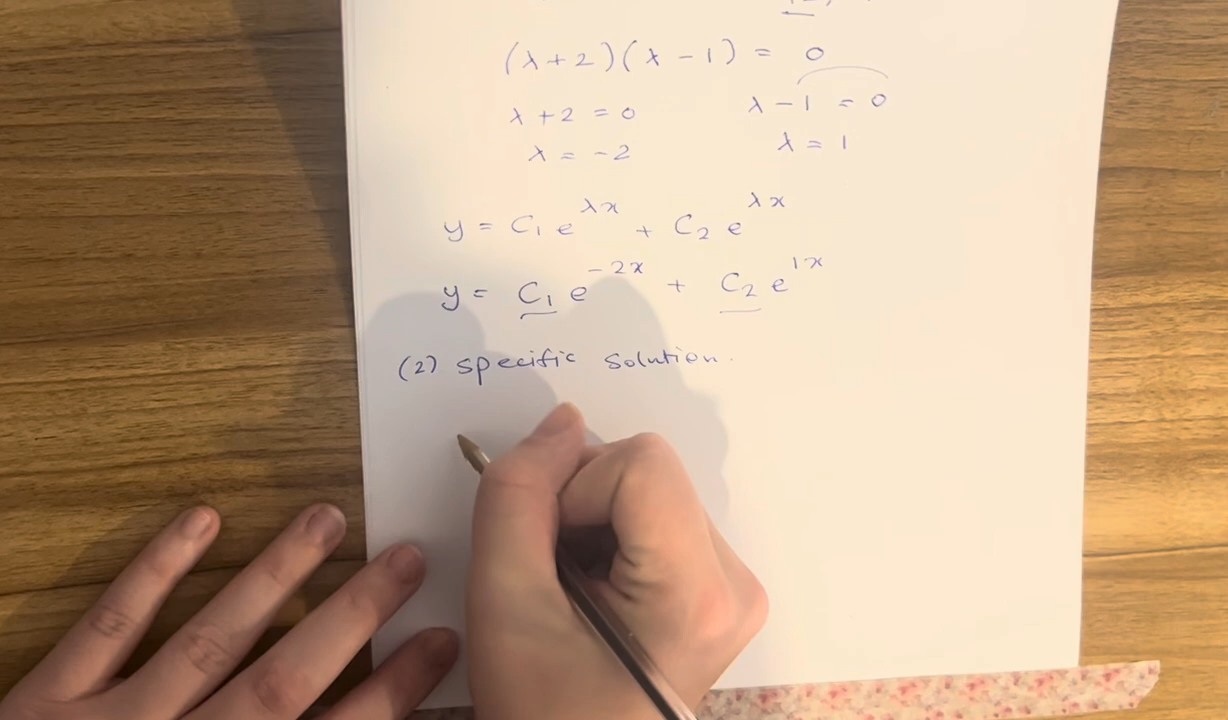 (λ+2)(λ-1) = 0
λ+2 = 0 λ-1 = 0
λ = -2 λ = 1
y = C₁ e^λx + C₂ e^λx
y = C₁ e^-2x + C₂ e^1x
(2) specific solution.